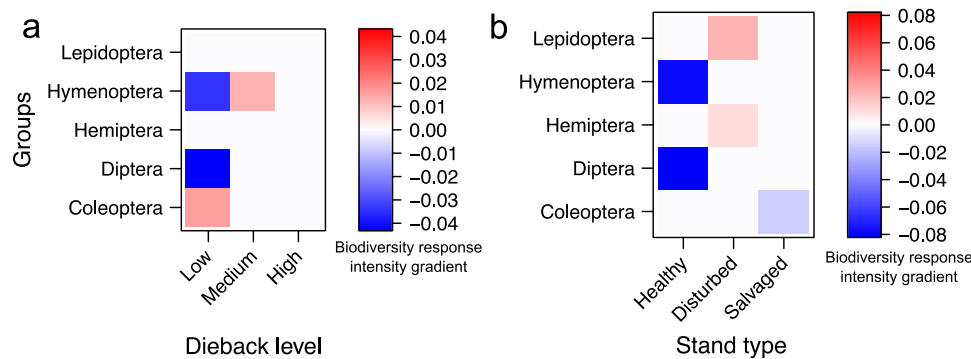 a
Groups
Lepidoptera
Hymenoptera
Hemiptera
Diptera
Coleoptera
Low
Medium
High
Dieback level
0.04
0.03
0.02
0.01
0.00
−0.01
−0.02
−0.03
−0.04
Biodiversity response
intensity gradient
b
Lepidoptera
Hymenoptera
Hemiptera
Diptera
Coleoptera
Healthy
Disturbed
Salvaged
Stand type
0.08
0.06
0.04
0.02
0.00
−0.02
−0.04
−0.06
−0.08
Biodiversity response
intensity gradient